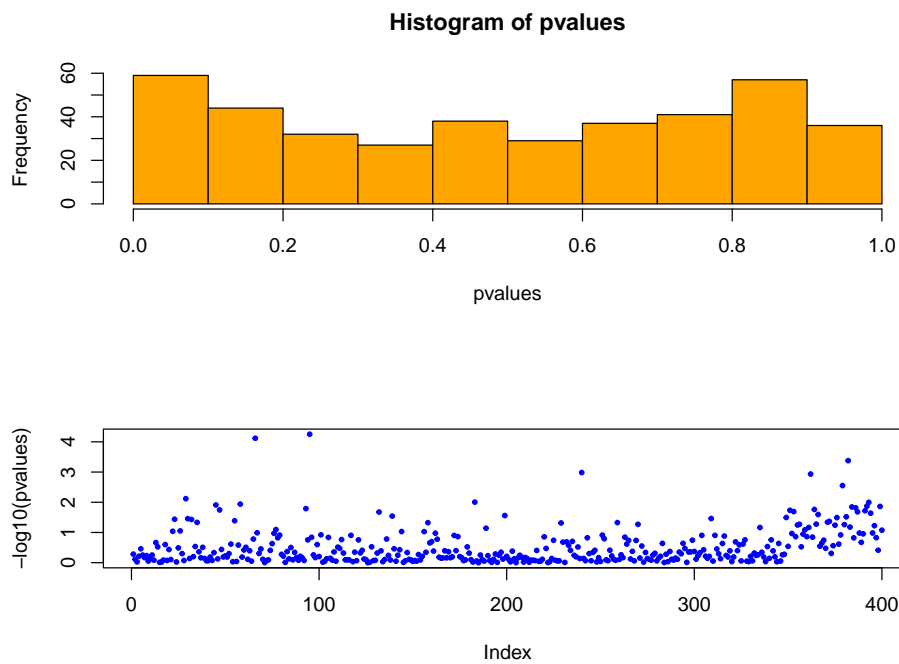 Histogram of pvalues
Frequency
60
40
20
0
0.0 0.2 0.4 0.6 0.8 1.0
pvalues
−log10(pvalues)
4
3
2
1
0
0 100 200 300 400
Index